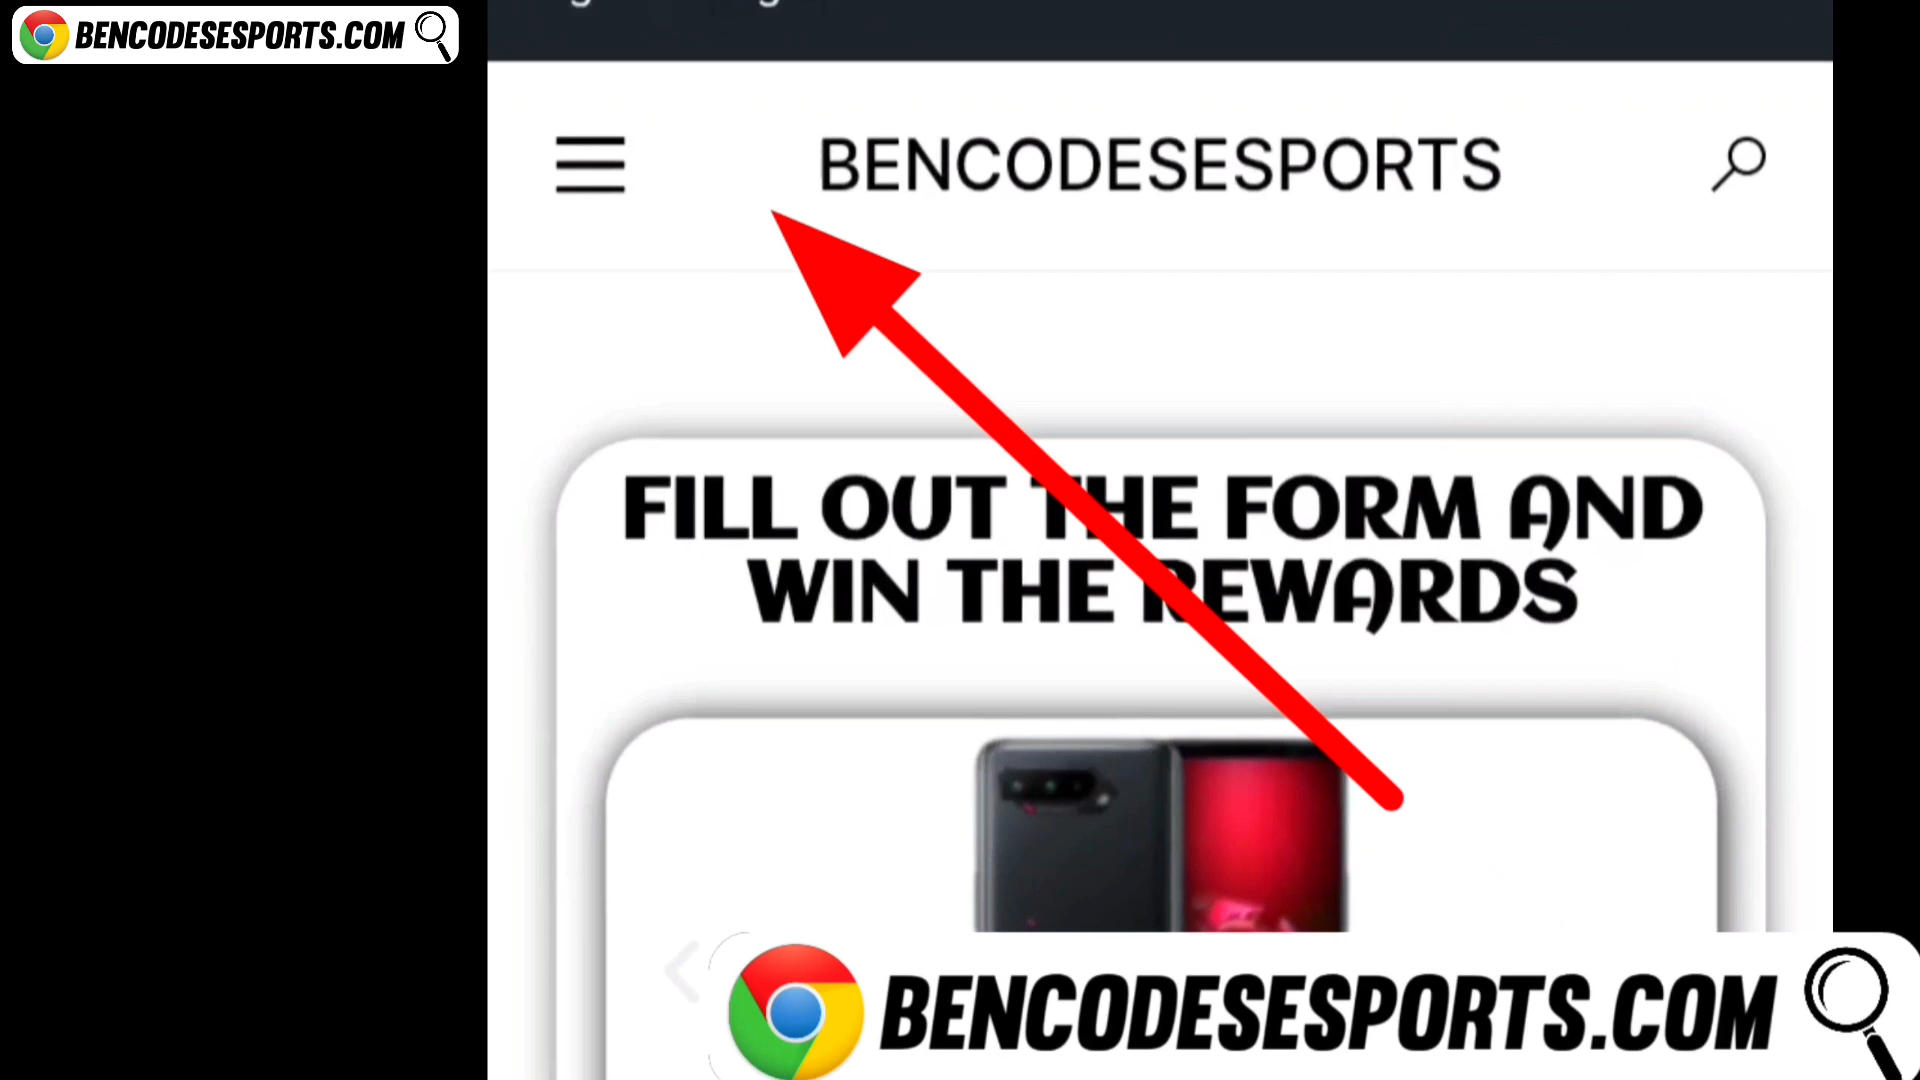 BENCODESESPORTS.COM
BENCODESESPORTS
FILL OUT THE FORM AND
WIN THE REWARDS
BENCODESESPORTS.COM